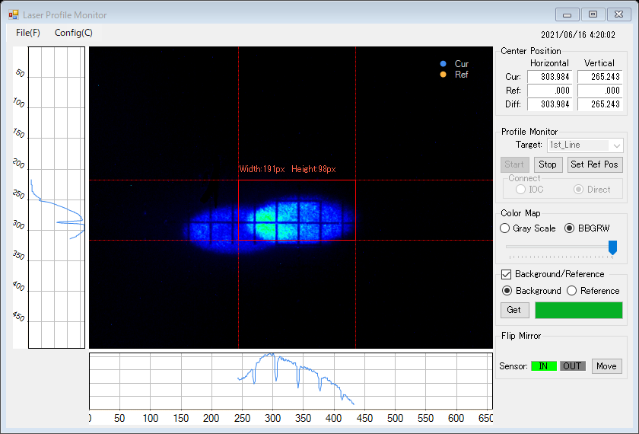 Laser Profile Monitor
File(F) Config(C)
2021/06/16 4:20:02
Cur
Ref
Width:191px Height:98px
50
100
150
200
250
300
350
400
450
0 50 100 150 200 250 300 350 400 450 500 550 600 650
Center Position
Horizontal Vertical
Cur: 303.984 265.243
Ref: .000 .000
Diff: 303.984 265.243
Profile Monitor
Target: 1st_Line
Start Stop Set Ref Pos
Connect
IOC Direct
Color Map
Gray Scale BBGRW
Background/Reference
Background Reference
Get
Flip Mirror
Sensor: IN OUT Move